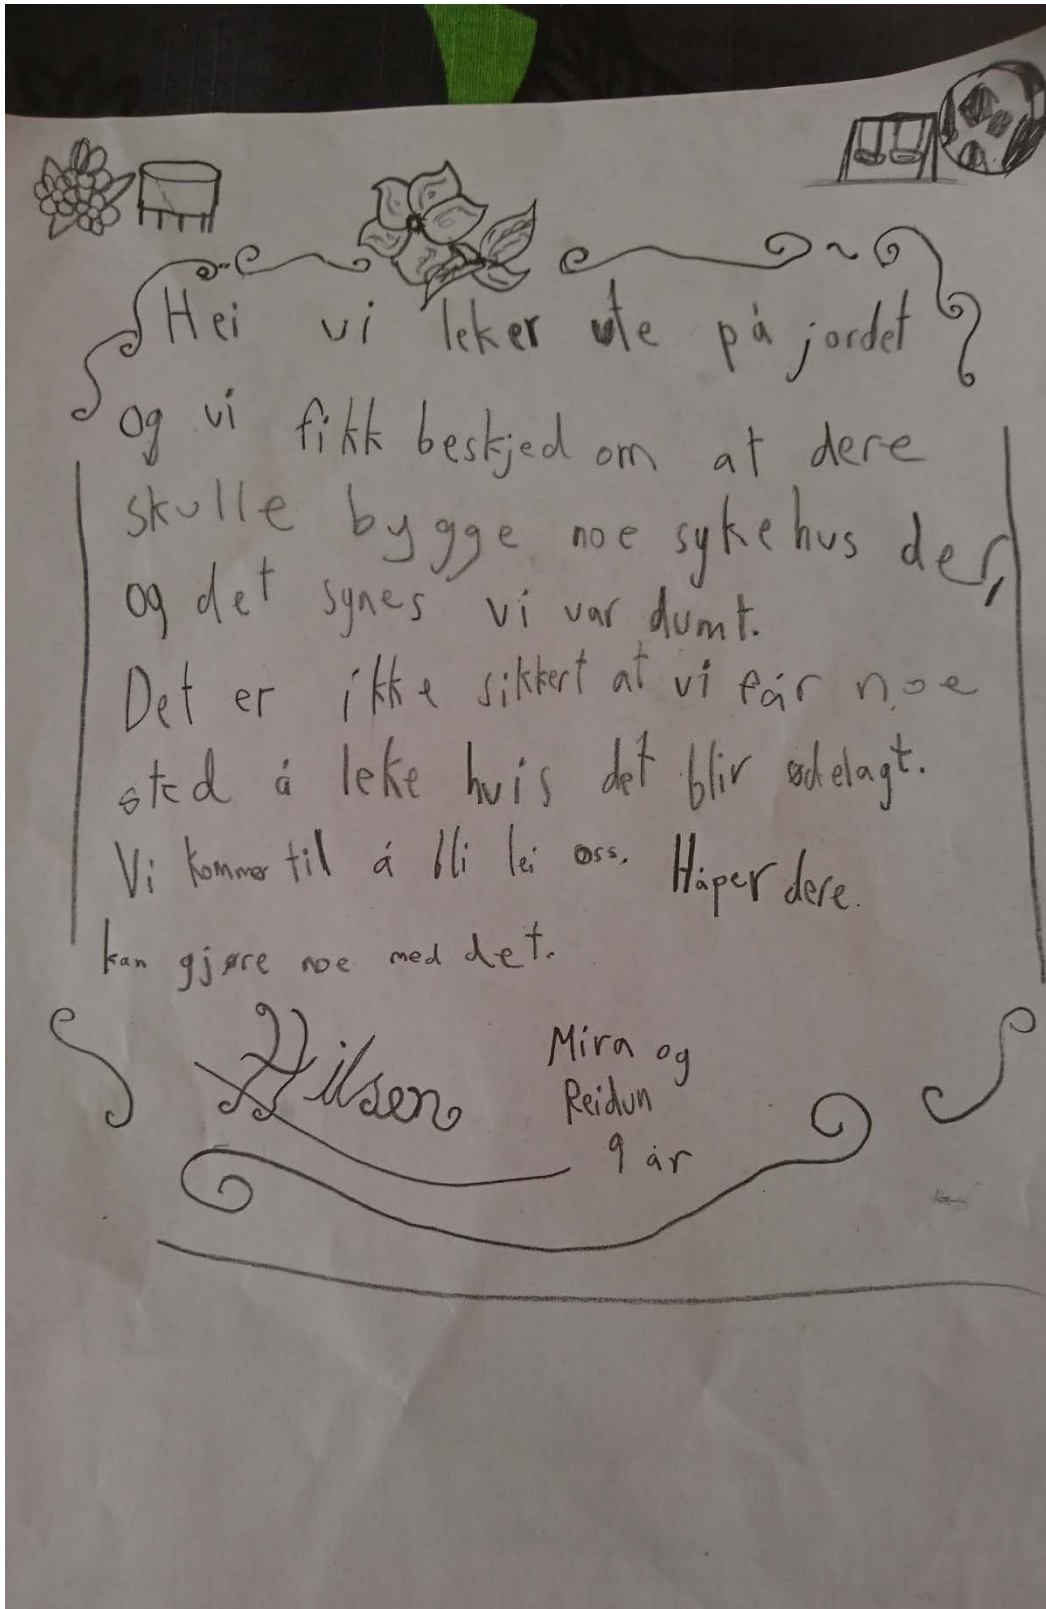 Hei vi leker ute på jordet
og vi fikk beskjed om at dere
skulle bygge noe sykehus der,
og det synes vi var dumt.
Det er ikke sikkert at vi får noe
sted å leke hvis det blir ødelagt.
Vi kommer til å bli lei oss. Håper dere.
kan gjøre noe med det.
Hilsen Mira og
Reidun
9 år